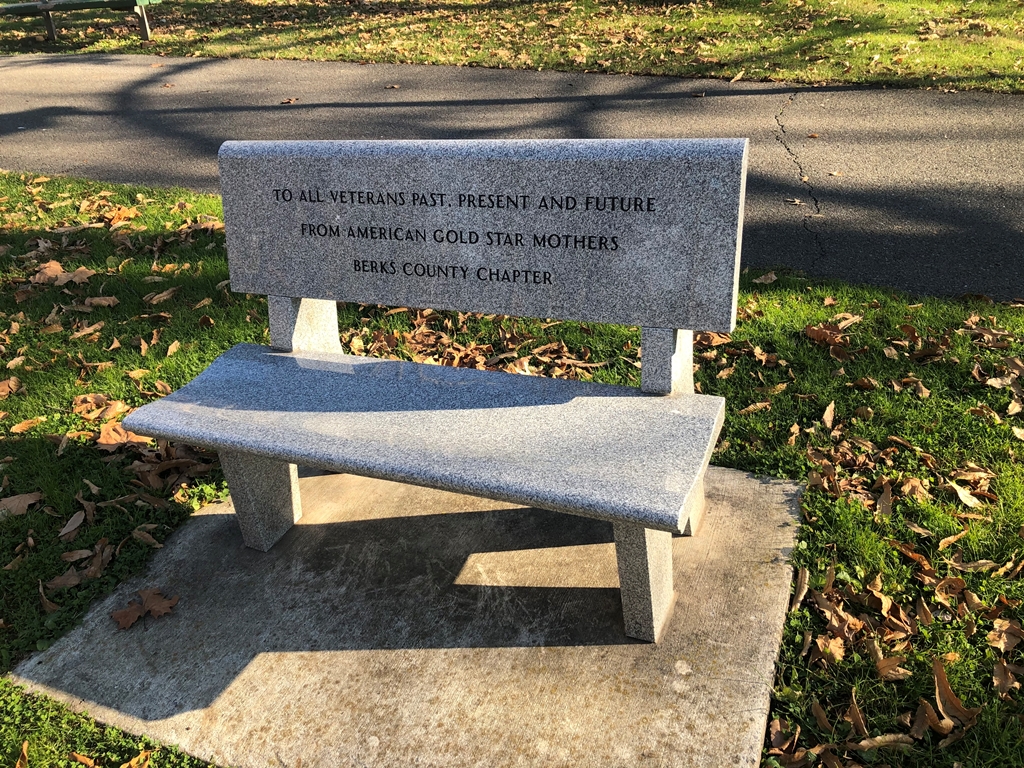 TO ALL VETERANS PAST, PRESENT AND FUTURE
FROM AMERICAN GOLD STAR MOTHERS
BERKS COUNTY CHAPTER